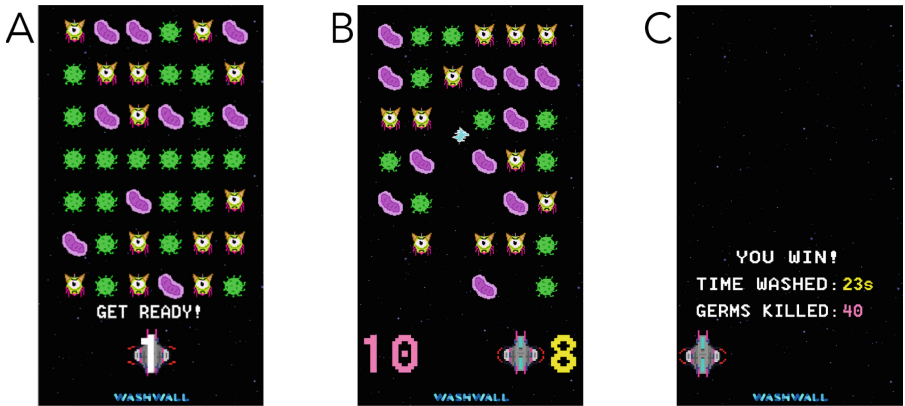 A
GET READY!
1
WASHWALL
B
10
8
WASHWALL
C
YOU WIN!
TIME WASHED: 23s
GERMS KILLED: 40
WASHWALL